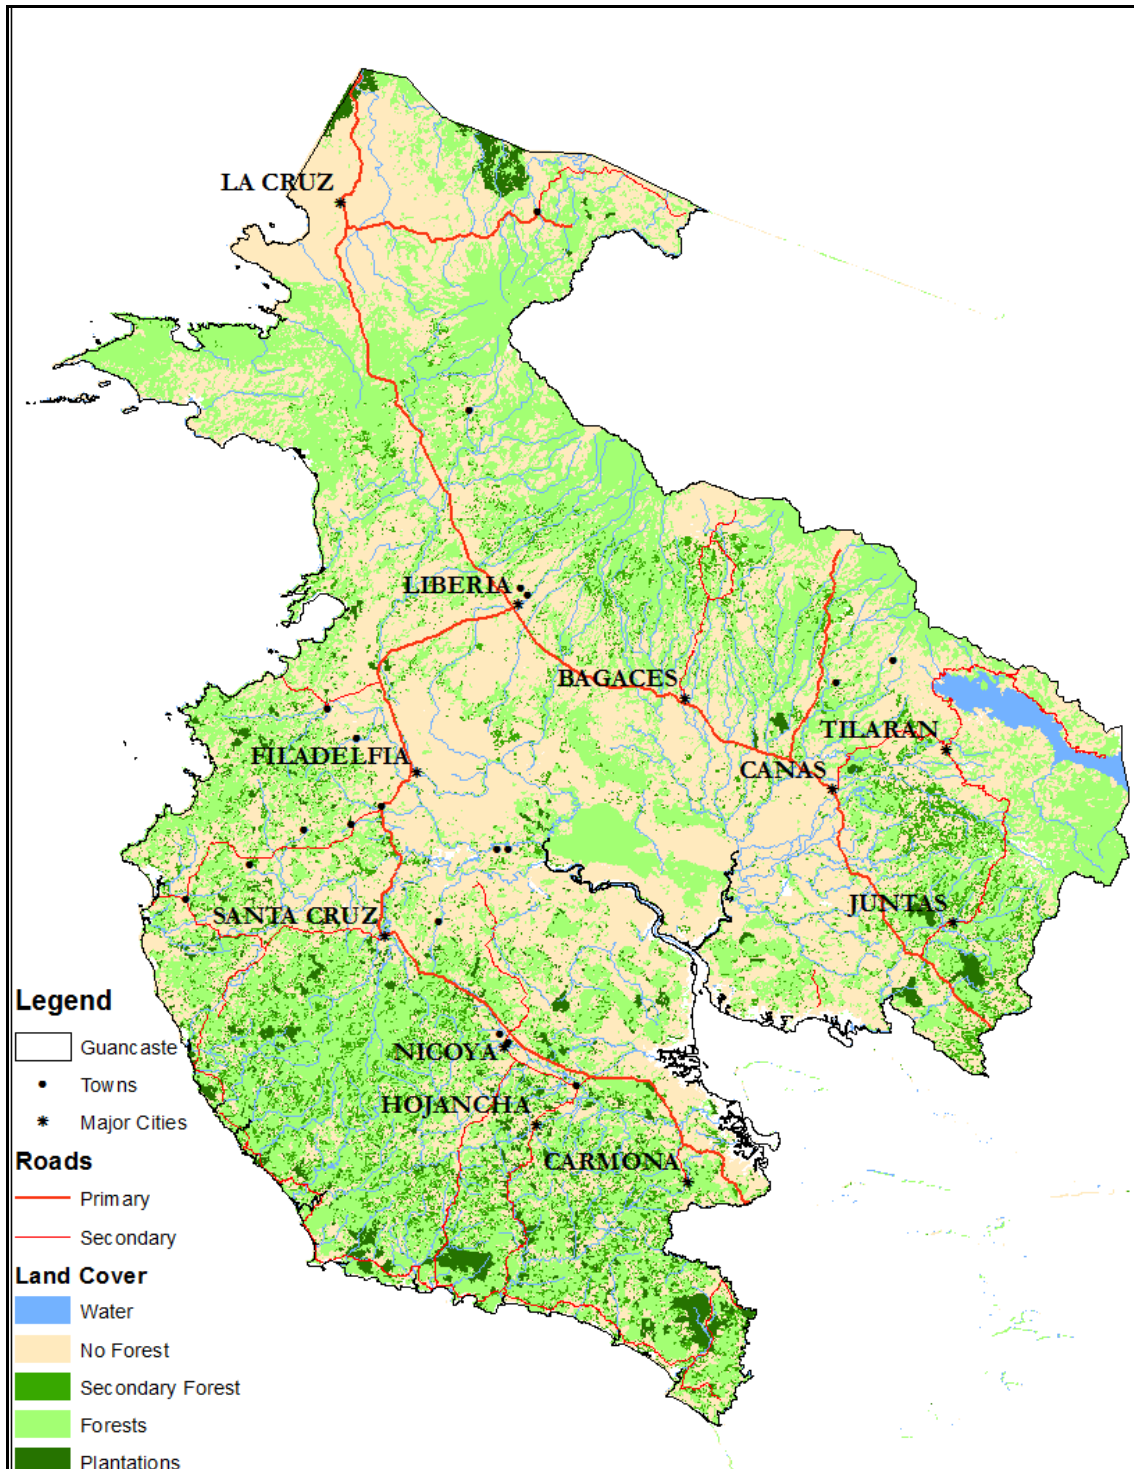 LA CRUZ
LIBERIA
BAGACES
TILARAN
FILADELFIA
CANAS
JUNTAS
SANTA CRUZ
NICOYA
HOJANCHA
CARMONA
Legend
Guancaste
Towns
Major Cities
Roads
Primary
Secondary
Land Cover
Water
No Forest
Secondary Forest
Forests
Plantations